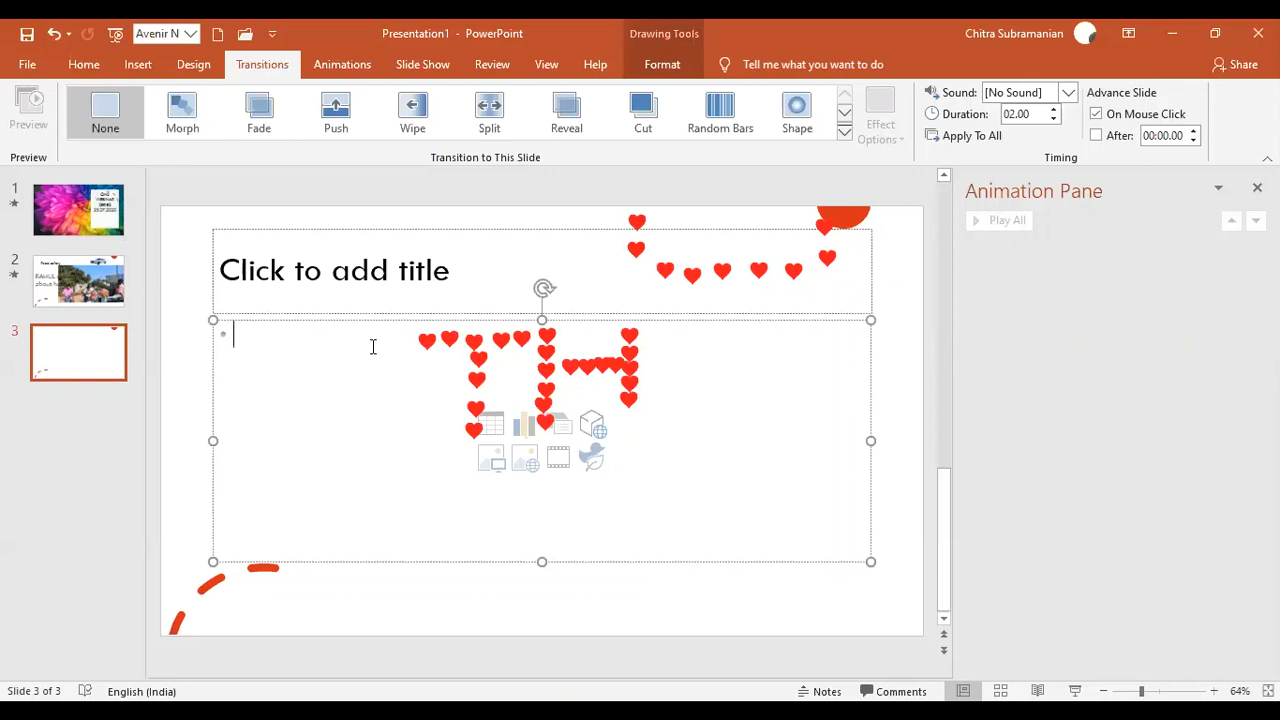 Avenir N
Presentation1 - PowerPoint
Drawing Tools
Chitra Subramanian
File Home Insert Design Transitions Animations Slide Show Review View Help Format Tell me what you want to do Share
Preview
None Morph Fade Push Wipe Split Reveal Cut Random Bars Shape
Effect
Options
Sound: [No Sound]
Duration: 02.00
Apply To All
Advance Slide
On Mouse Click
After: 00:00.00
Preview Transition to This Slide Timing
1
2
3
Click to add title
TH
Animation Pane
Play All
Slide 3 of 3 English (India) Notes Comments 64%